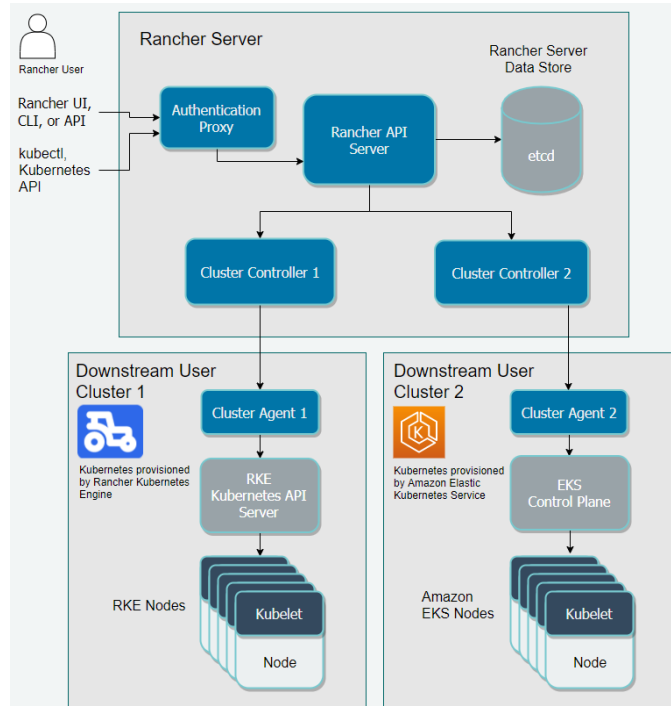 Rancher User
Rancher Server
Rancher Server
Data Store
Rancher UI,
CLI, or API
kubectl,
Kubernetes
API
Authentication
Proxy
Rancher API
Server
etcd
Cluster Controller 1
Cluster Controller 2
Downstream User
Cluster 1
Kubernetes provisioned
by Rancher Kubernetes
Engine
Cluster Agent 1
RKE
Kubernetes API
Server
RKE Nodes
Kubelet
Node
Downstream User
Cluster 2
K
Kubernetes provisioned
by Amazon Elastic
Kubernetes Service
Cluster Agent 2
EKS
Control Plane
Amazon
EKS Nodes
Kubelet
Node